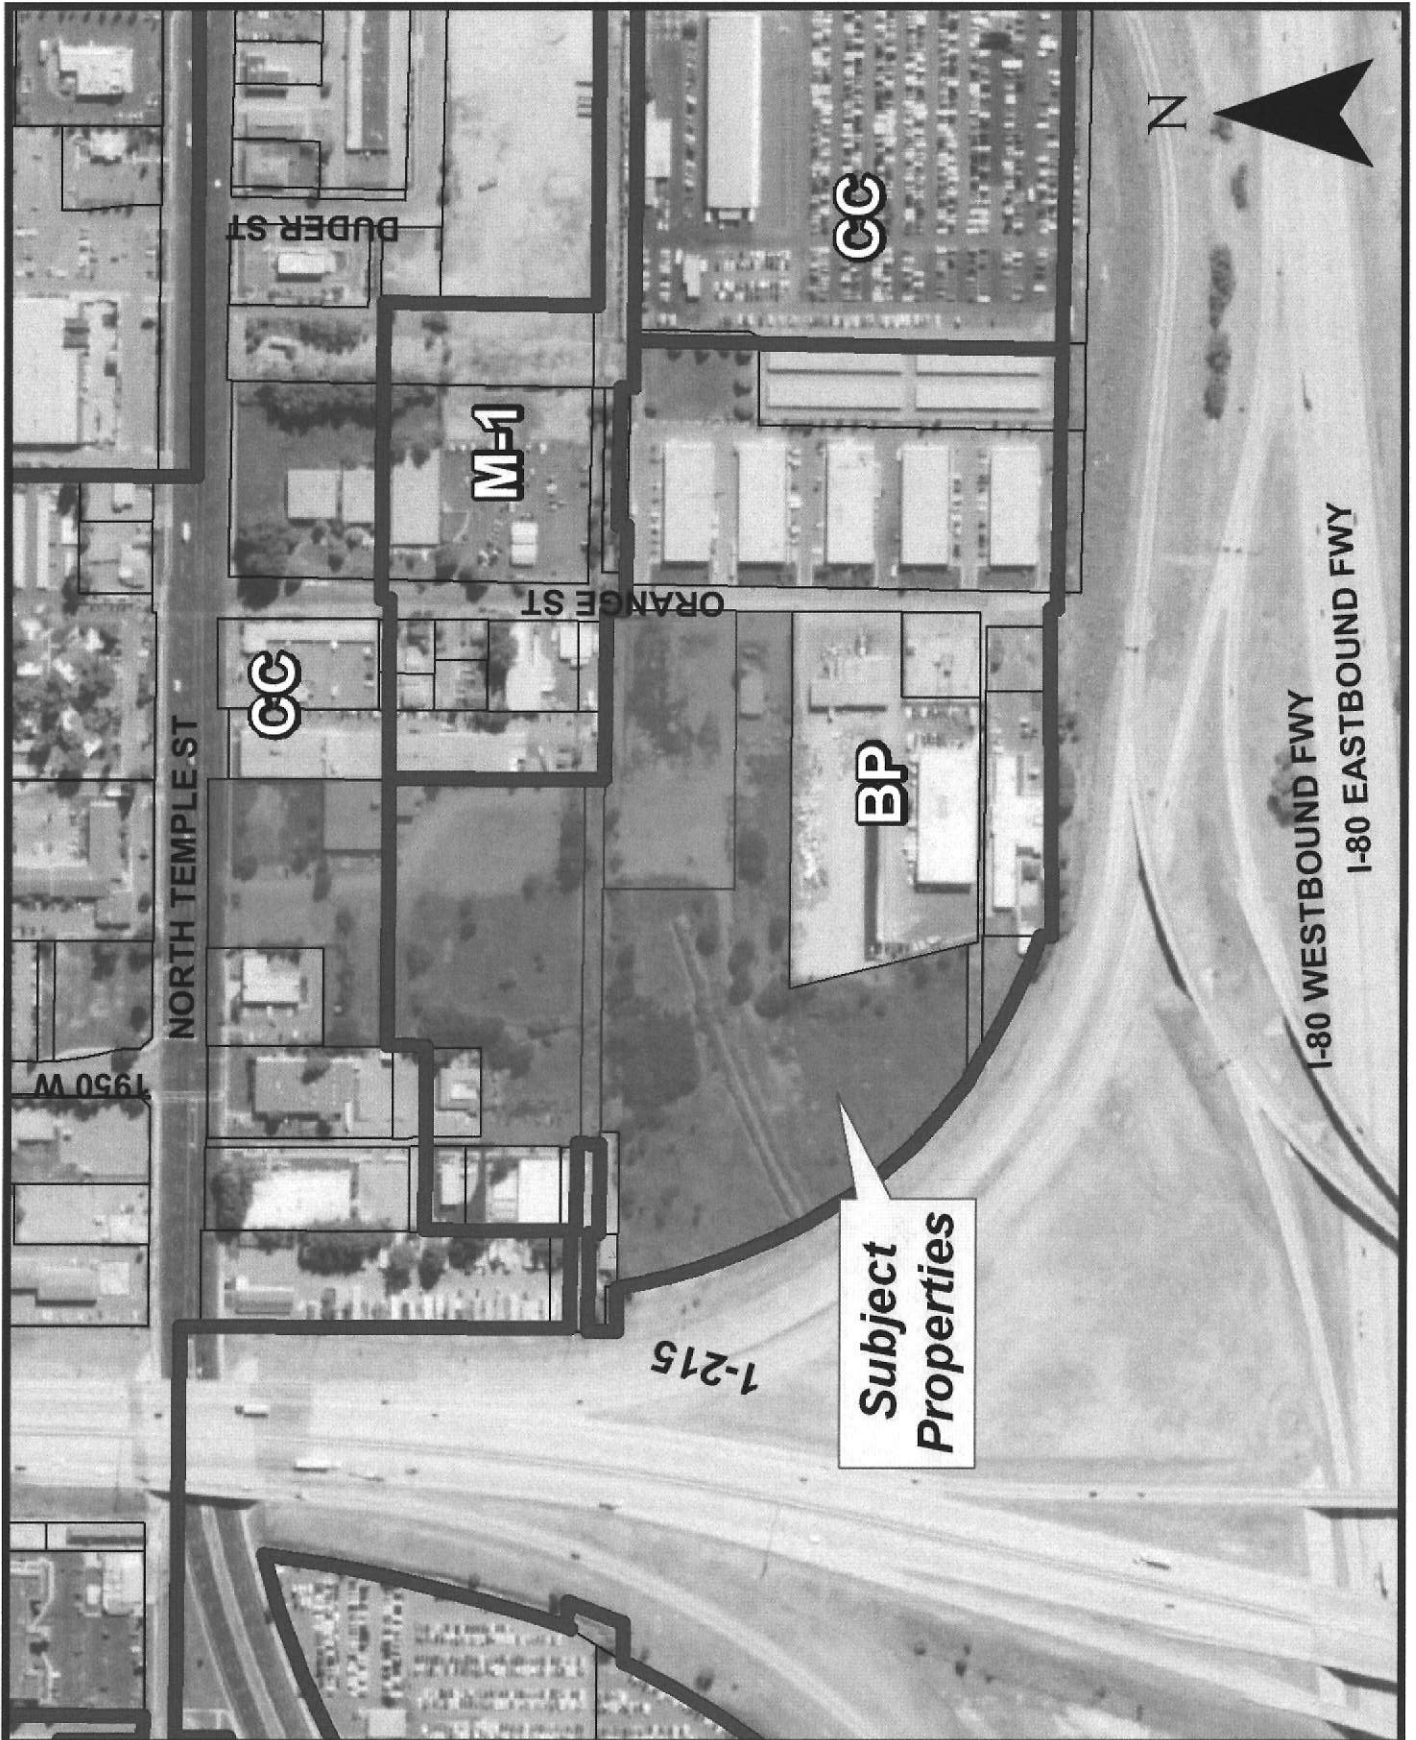 NORTH TEMPLE ST
1950 W
CC
DUDER ST
M-1
ORANGE ST
CC
BP
1-215
Subject
Properties
I-80 WESTBOUND FWY
I-80 EASTBOUND FWY
N